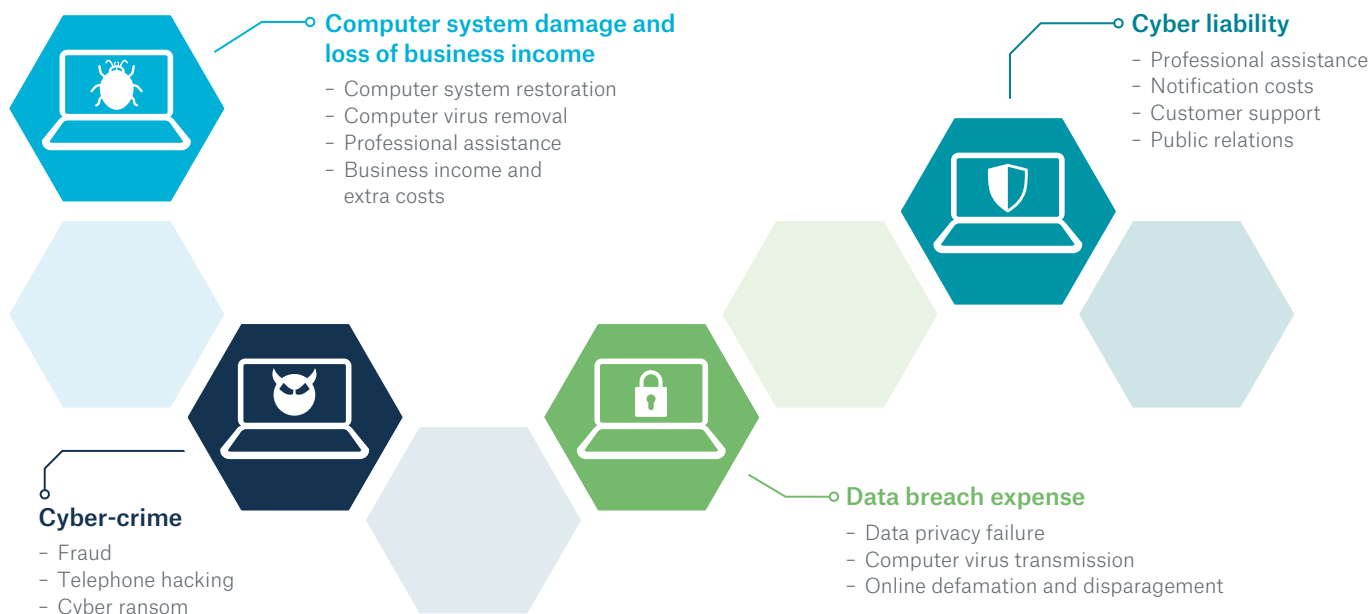 Computer system damage and
loss of business income
– Computer system restoration
– Computer virus removal
– Professional assistance
– Business income and
extra costs
Cyber liability
– Professional assistance
– Notification costs
– Customer support
– Public relations
Cyber-crime
– Fraud
– Telephone hacking
– Cyber ransom
Data breach expense
– Data privacy failure
– Computer virus transmission
– Online defamation and disparagement